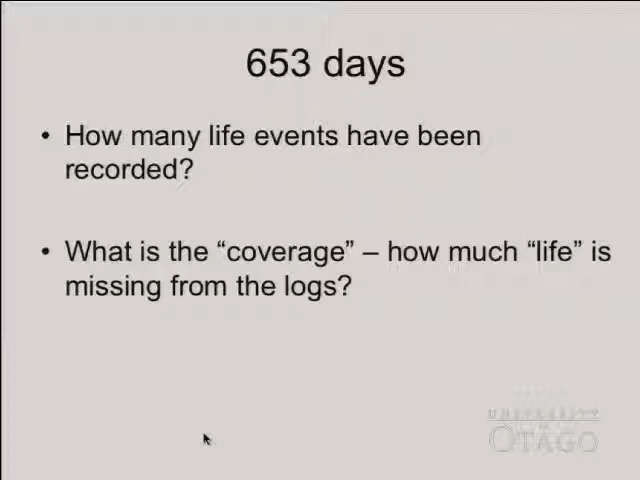 653 days
• How many life events have been
recorded?
• What is the “coverage” – how much “life” is
missing from the logs?
UNIVERSITY
OTAGO